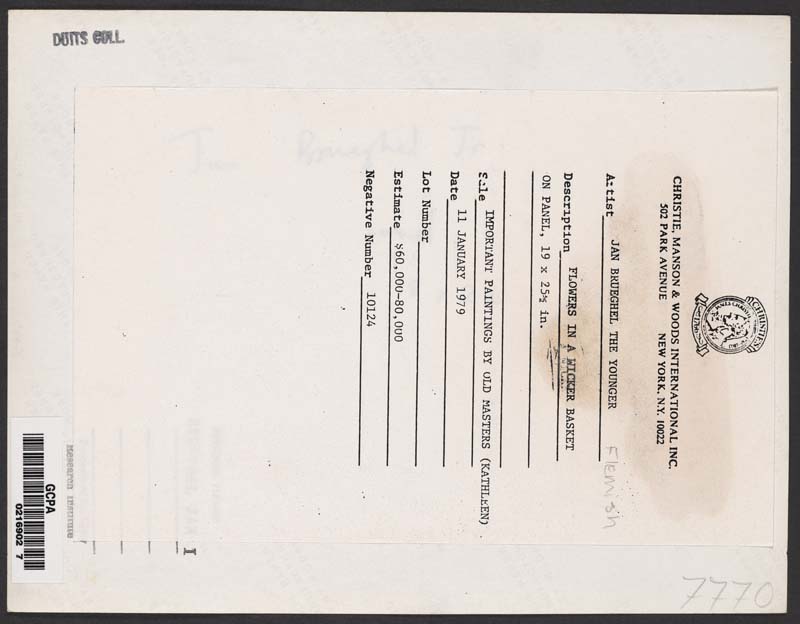 DUITS COLL.
CHRISTIE'S
CHRISTIE, MANSON & WOODS INTERNATIONAL INC.
502 PARK AVENUE NEW YORK, N.Y. 10022
Artist JAN BRUEGHEL THE YOUNGER Flemish
Description FLOWERS IN A WICKER BASKET
ON PANEL, 19 x 25½ in.
Sale IMPORTANT PAINTINGS BY OLD MASTERS (KATHLEEN)
Date 11 JANUARY 1979
Lot Number
Estimate $60,000-80,000
Negative Number 10124
Brueghel Jr.
Research Institute
GCPA
0216902 7
7770